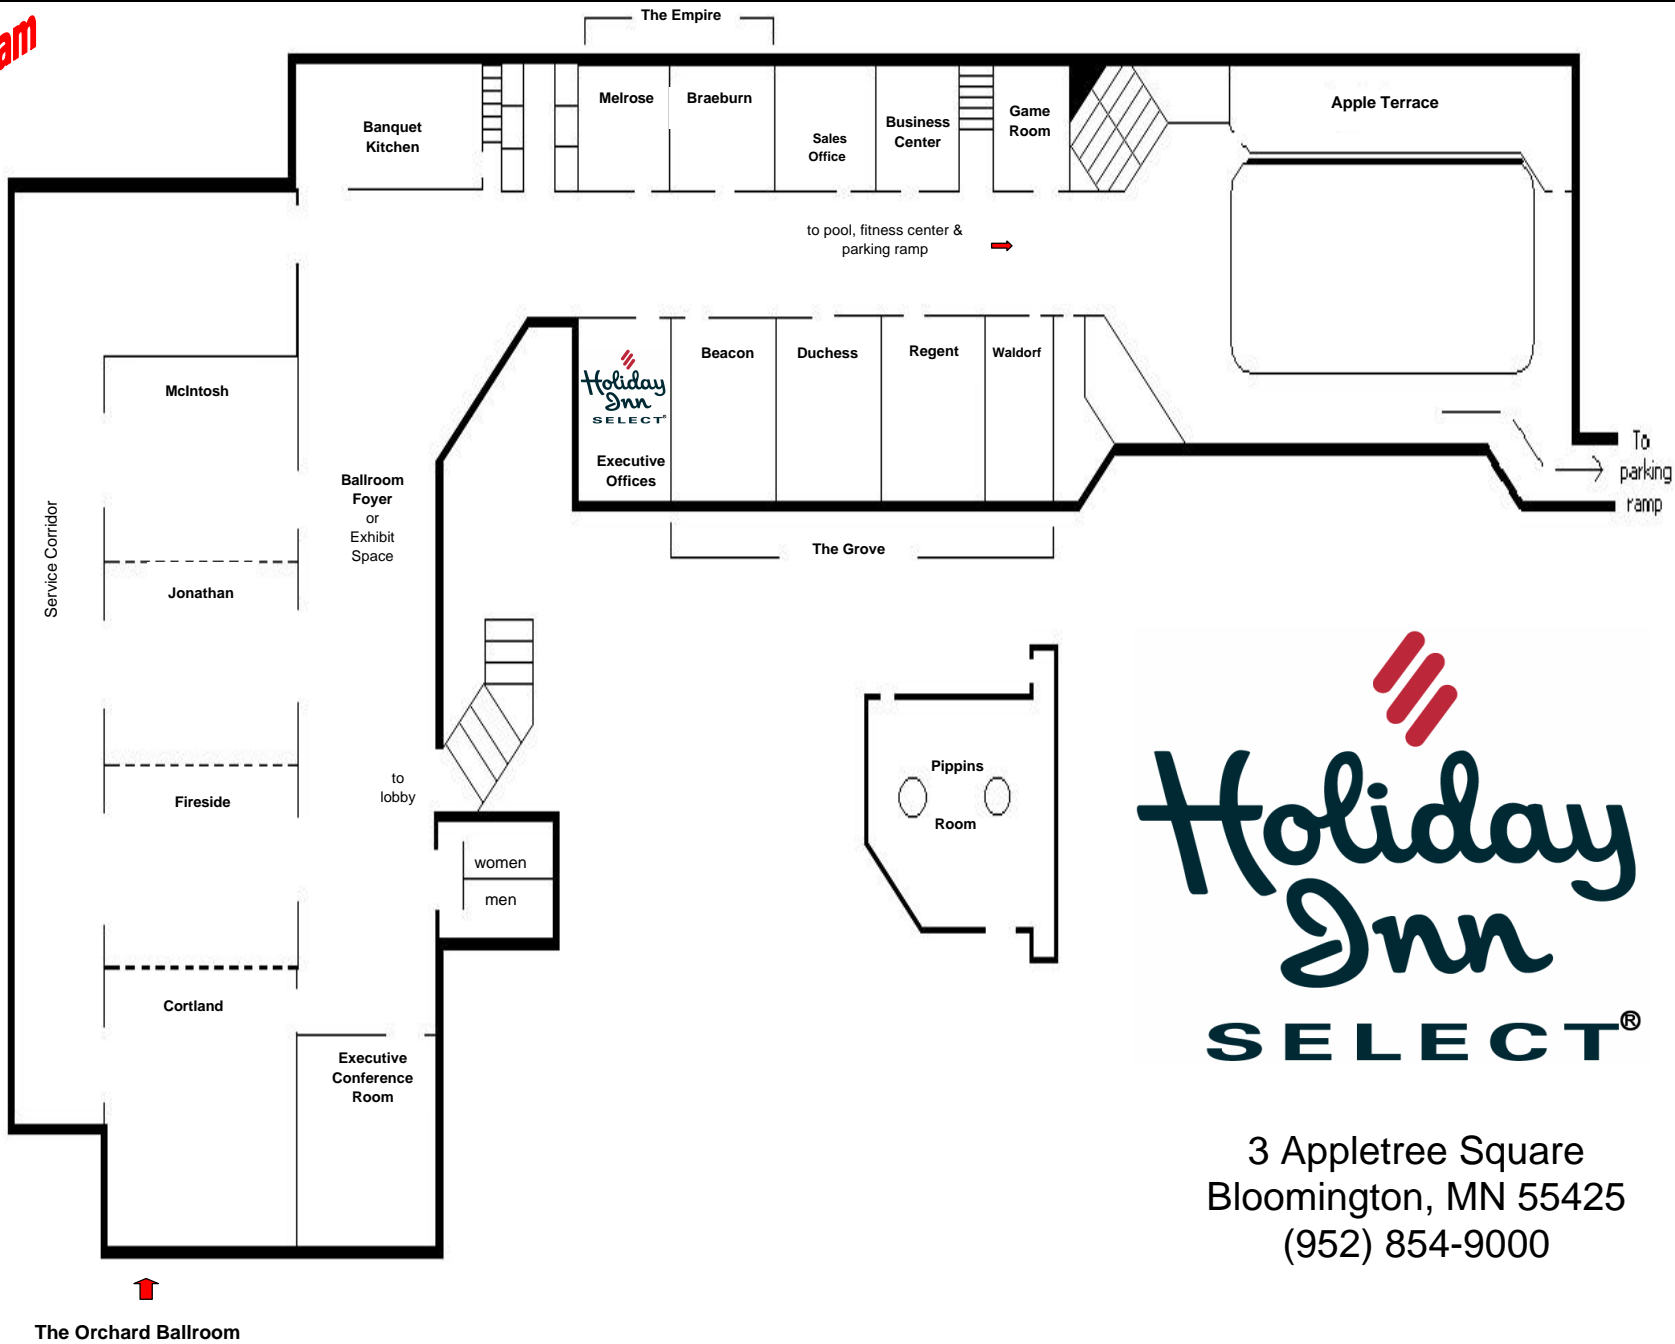 The Empire
Melrose
Braeburn
Sales
Office
Business
Center
Game
Room
Apple Terrace
Banquet
Kitchen
to pool, fitness center &
parking ramp
Holiday
Inn
SELECT®
Executive
Offices
Beacon
Duchess
Regent
Waldorf
The Grove
To
parking
ramp
McIntosh
Ballroom
Foyer
or
Exhibit
Space
Service Corridor
Jonathan
Fireside
to
lobby
women
men
Cortland
Executive
Conference
Room
Pippins
Room
Holiday
Inn
SELECT®
3 Appletree Square
Bloomington, MN 55425
(952) 854-9000
The Orchard Ballroom